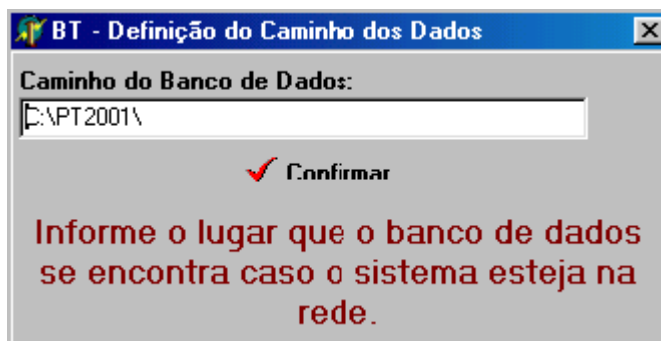 BT - Definição do Caminho dos Dados
Caminho do Banco de Dados:
C:\PT2001\
Confirmar
Informe o lugar que o banco de dados
se encontra caso o sistema esteja na
rede.